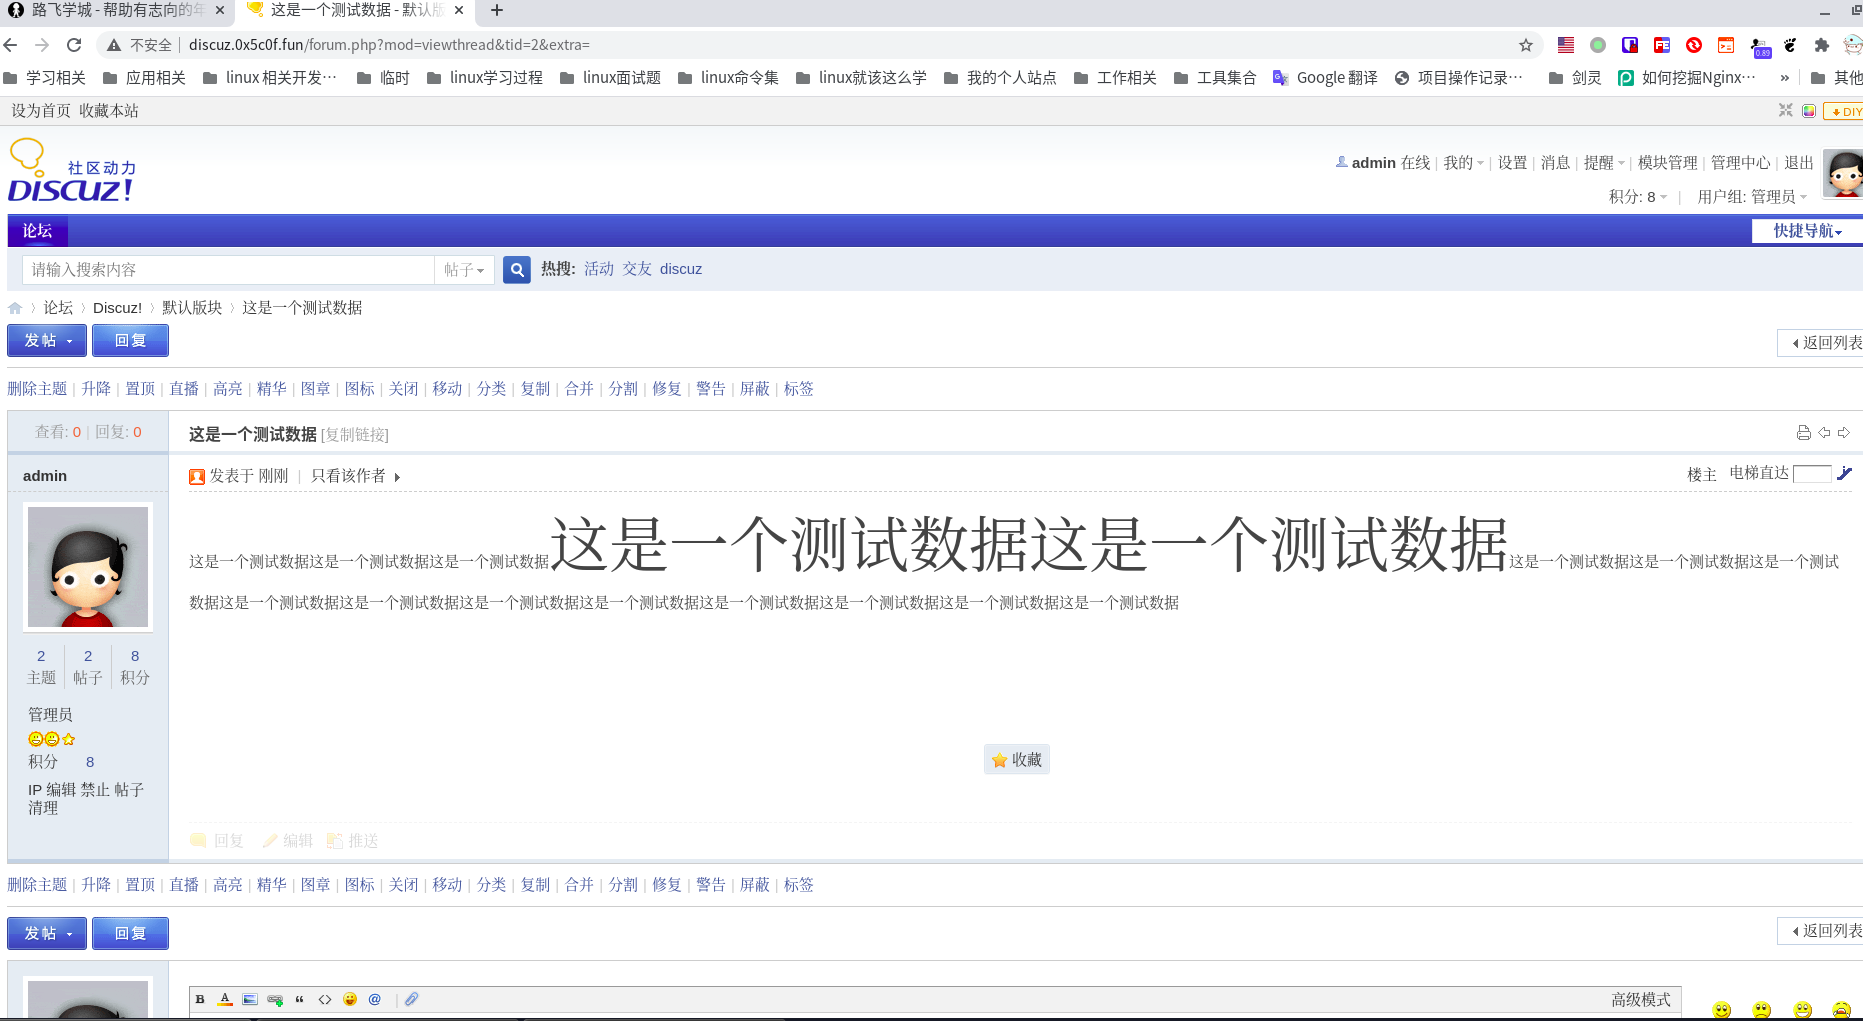 路飞学城 - 帮助有志向的年
这是一个测试数据 - 默认版
不安全 | discuz.0x5c0f.fun/forum.php?mod=viewthread&tid=2&extra=
0.89
学习相关 应用相关 linux相关开发… 临时 linux学习过程 linux面试题 linux命令集 linux就该这么学 我的个人站点 工作相关 工具集合 Google 翻译 项目操作记录… 剑灵 如何挖掘Nginx… » 其他
设为首页 收藏本站
DIY
社区动力
DISCUZ!
admin 在线 | 我的 | 设置 | 消息 | 提醒 | 模块管理 | 管理中心 | 退出
积分: 8 | 用户组: 管理员
论坛
快捷导航
请输入搜索内容 帖子 热搜: 活动 交友 discuz
论坛 › Discuz! › 默认版块 › 这是一个测试数据
发帖 回复
返回列表
删除主题 | 升降 | 置顶 | 直播 | 高亮 | 精华 | 图章 | 图标 | 关闭 | 移动 | 分类 | 复制 | 合并 | 分割 | 修复 | 警告 | 屏蔽 | 标签
查看: 0 | 回复: 0
这是一个测试数据 [复制链接]
admin
发表于 刚刚 | 只看该作者
楼主 电梯直达
这是一个测试数据这是一个测试数据这是一个测试数据这是一个测试数据这是一个测试数据这是一个测试数据这是一个测试数据这是一个测试
数据这是一个测试数据这是一个测试数据这是一个测试数据这是一个测试数据这是一个测试数据这是一个测试数据这是一个测试数据这是一个测试数据
2 2 8
主题 帖子 积分
管理员
积分 8
IP 编辑 禁止 帖子
清理
收藏
回复 编辑 推送
删除主题 | 升降 | 置顶 | 直播 | 高亮 | 精华 | 图章 | 图标 | 关闭 | 移动 | 分类 | 复制 | 合并 | 分割 | 修复 | 警告 | 屏蔽 | 标签
发帖 回复
返回列表
B A “ <> @ |
高级模式